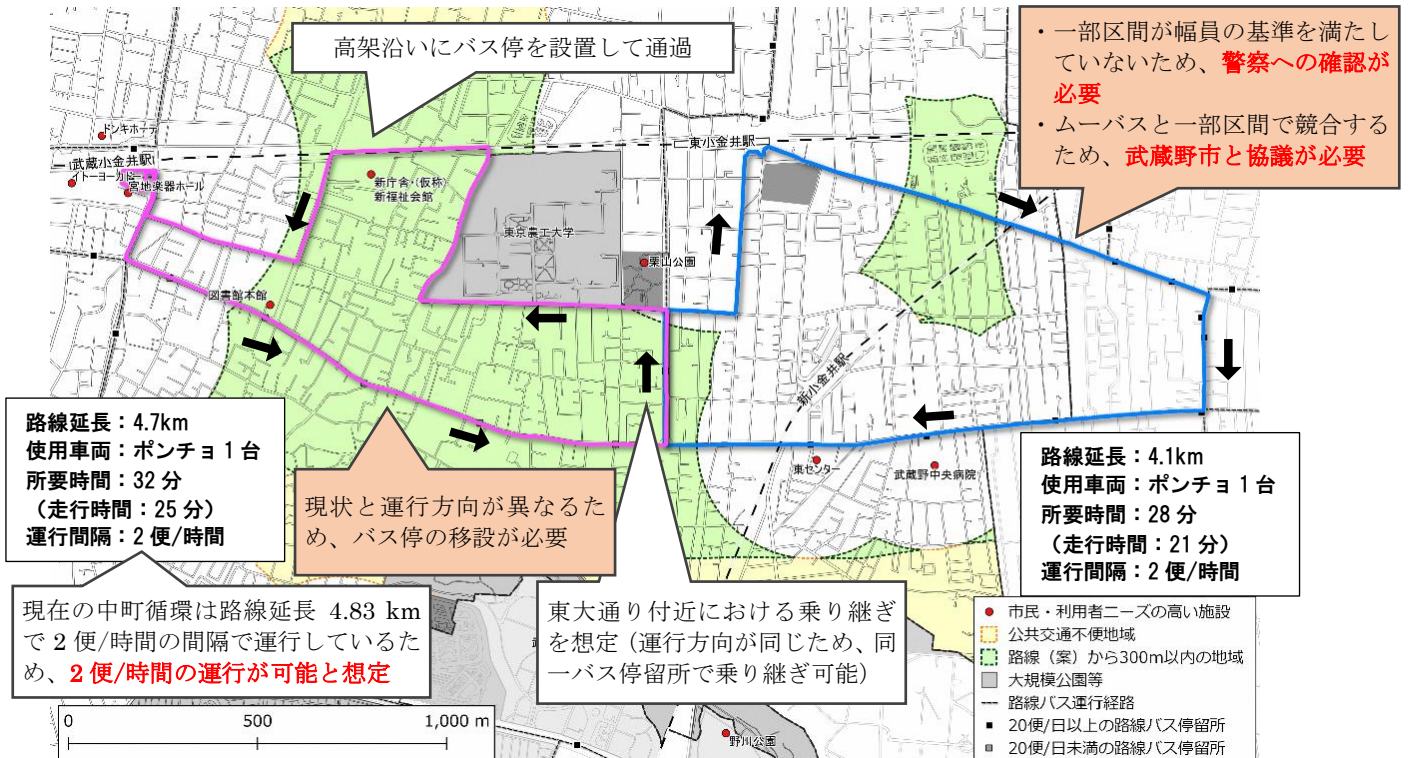 高架沿いにバス停を設置して通過
・一部区間が幅員の基準を満たし
ていないため、警察への確認が
必要
・ムーバスと一部区間で競合する
ため、武蔵野市と協議が必要
ドンキホーテ
武蔵小金井駅
イトーヨーカドー
宮地楽器ホール
新庁舎・(仮称)
新福祉会館
東小金井駅
東京農工大学
栗山公園
図書館本館
新小金井駅
東センター
武蔵野中央病院
路線延長：4.7km
使用車両：ポンチョ1台
所要時間：32分
（走行時間：25分）
運行間隔：2便/時間
現状と運行方向が異なるた
め、バス停の移設が必要
路線延長：4.1km
使用車両：ポンチョ1台
所要時間：28分
（走行時間：21分）
運行間隔：2便/時間
現在の中町循環は路線延長 4.83 km
で2便/時間の間隔で運行しているた
め、2便/時間の運行が可能と想定
東大通り付近における乗り継ぎ
を想定（運行方向が同じため、同
一バス停留所で乗り継ぎ可能）
市民・利用者ニーズの高い施設
公共交通不便地域
路線（案）から300m以内の地域
大規模公園等
路線バス運行経路
20便/日以上の路線バス停留所
20便/日未満の路線バス停留所
0 500 1,000 m
野川公園